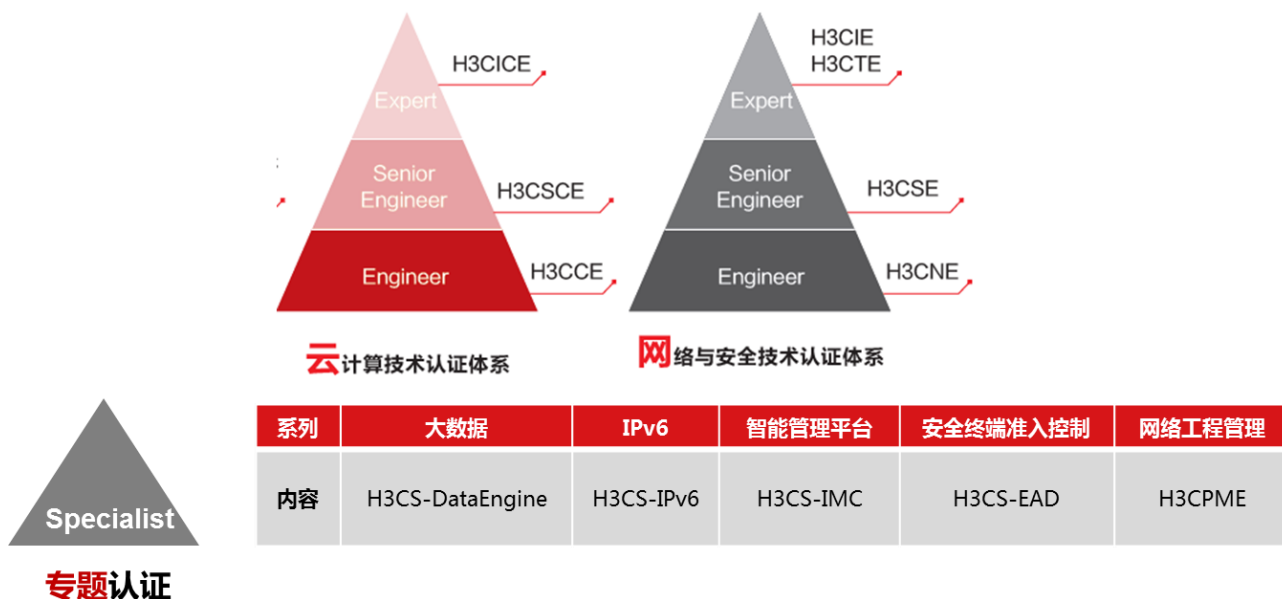 H3CICE
Expert
Senior
Engineer
H3CSCE
Engineer
H3CCE
云计算技术认证体系
H3CIE
H3CTE
Expert
Senior
Engineer
H3CSE
Engineer
H3CNE
网络与安全技术认证体系
Specialist
专题认证
系列 大数据 IPv6 智能管理平台 安全终端准入控制 网络工程管理
内容 H3CS-DataEngine H3CS-IPv6 H3CS-IMC H3CS-EAD H3CPME